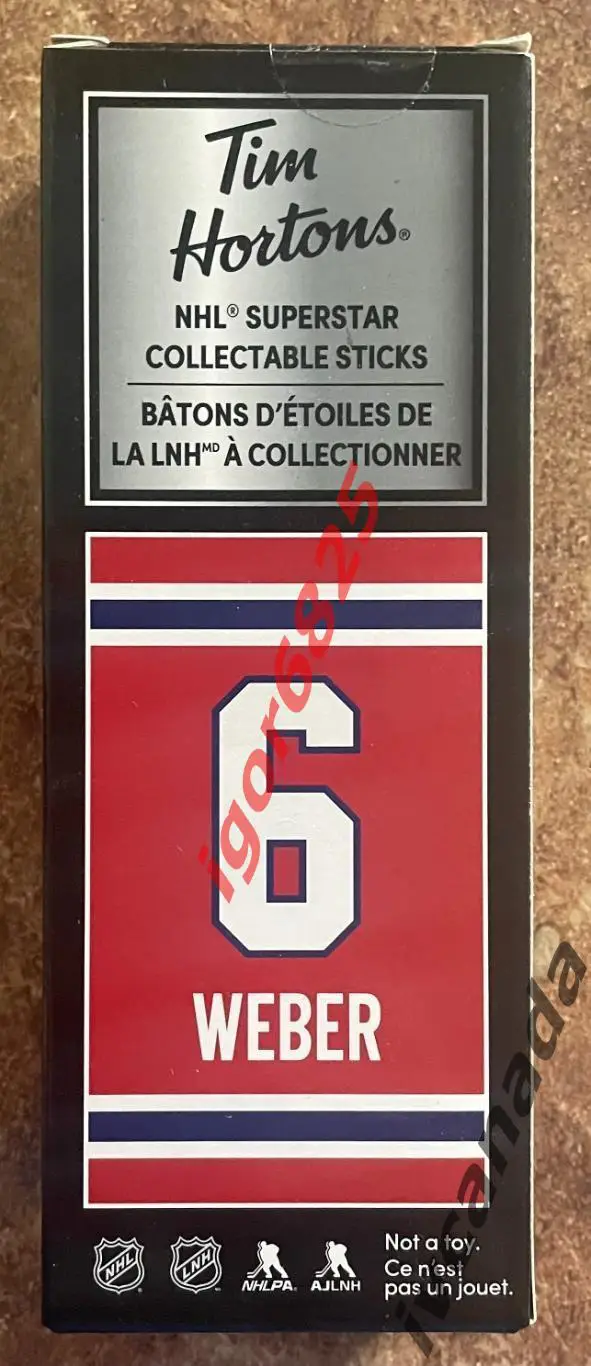 Tim
Hortons®
NHL® SUPERSTAR
COLLECTABLE STICKS
BÂTONS D'ÉTOILES DE
LA LNHᴹᴰ À COLLECTIONNER
igor6825
6
WEBER
ivcanada
NHL
LNH
NHLPA®
AJLNH
Not a toy.
Ce n'est
pas un jouet.